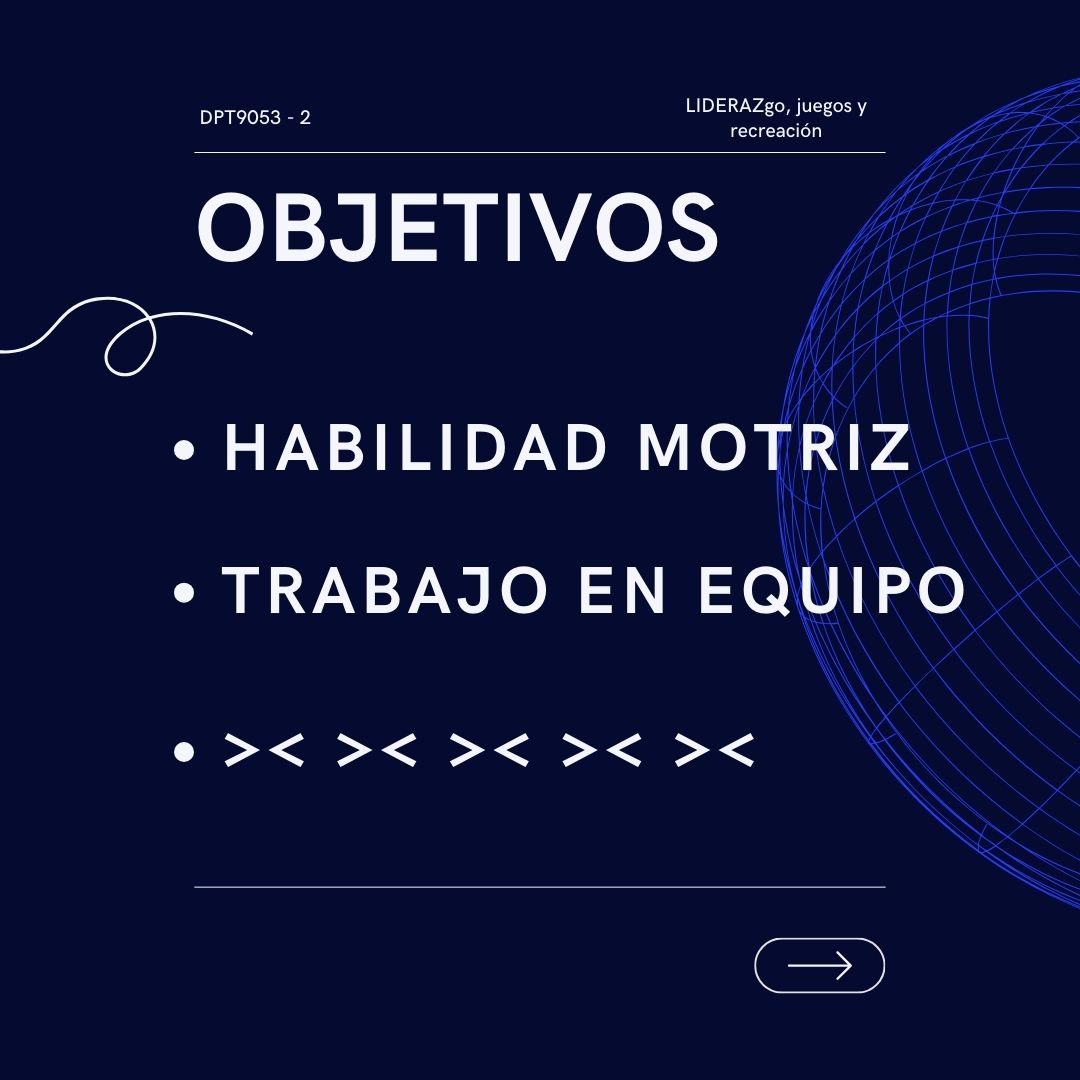 DPT9053 - 2
LIDERAZgo, juegos y
recreación
OBJETIVOS
• HABILIDAD MOTRIZ
• TRABAJO EN EQUIPO
• >< >< >< >< ><